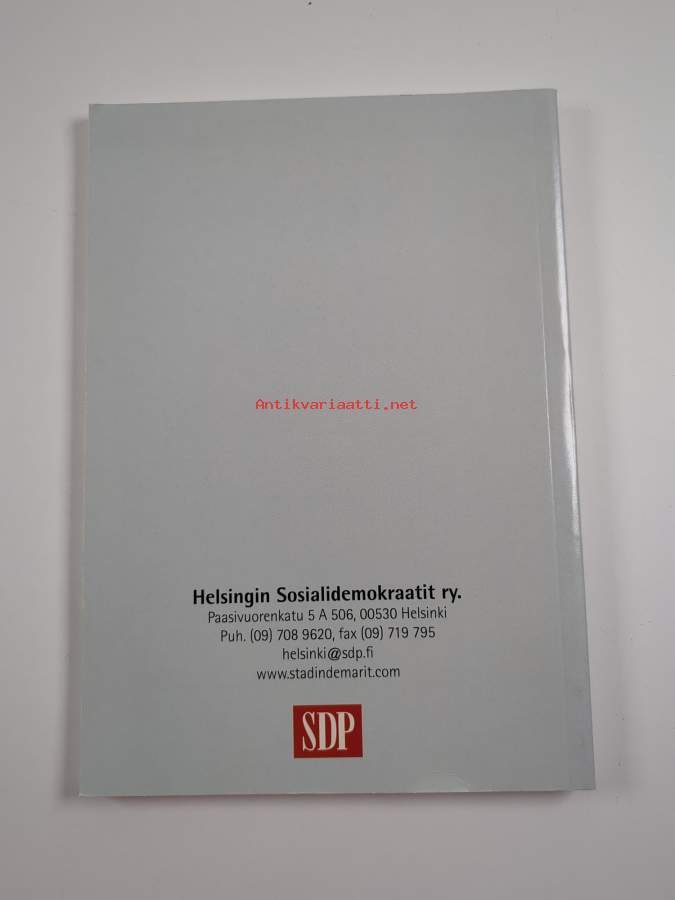 Antikvariaatti.net
Helsingin Sosialidemokraatit ry.
Paasivuorenkatu 5 A 506, 00530 Helsinki
Puh. (09) 708 9620, fax (09) 719 795
helsinki@sdp.fi
www.stadindemarit.com
SDP